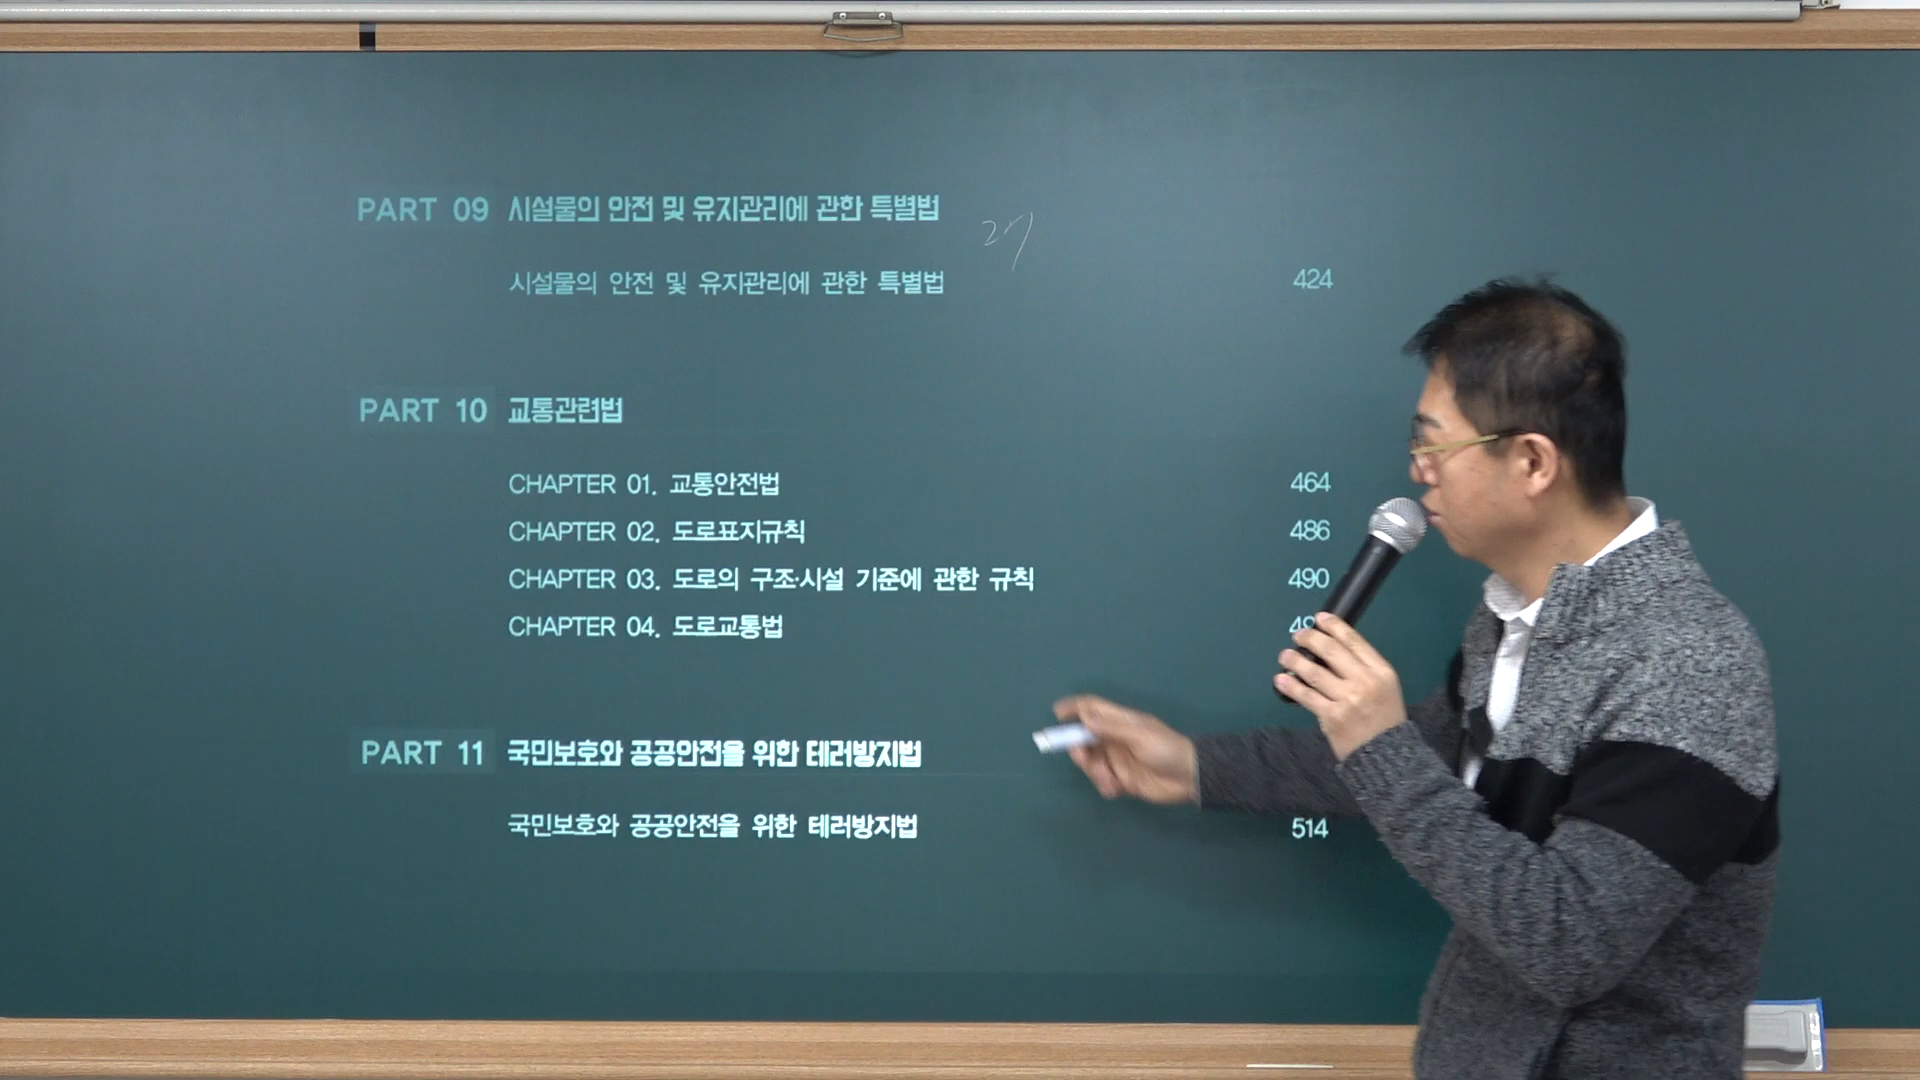 PART 09 시설물의 안전 및 유지관리에 관한 특별법
시설물의 안전 및 유지관리에 관한 특별법 424
PART 10 교통관련법
CHAPTER 01. 교통안전법 464
CHAPTER 02. 도로표지규칙 486
CHAPTER 03. 도로의 구조·시설 기준에 관한 규칙 490
CHAPTER 04. 도로교통법
PART 11 국민보호와 공공안전을 위한 테러방지법
국민보호와 공공안전을 위한 테러방지법 514